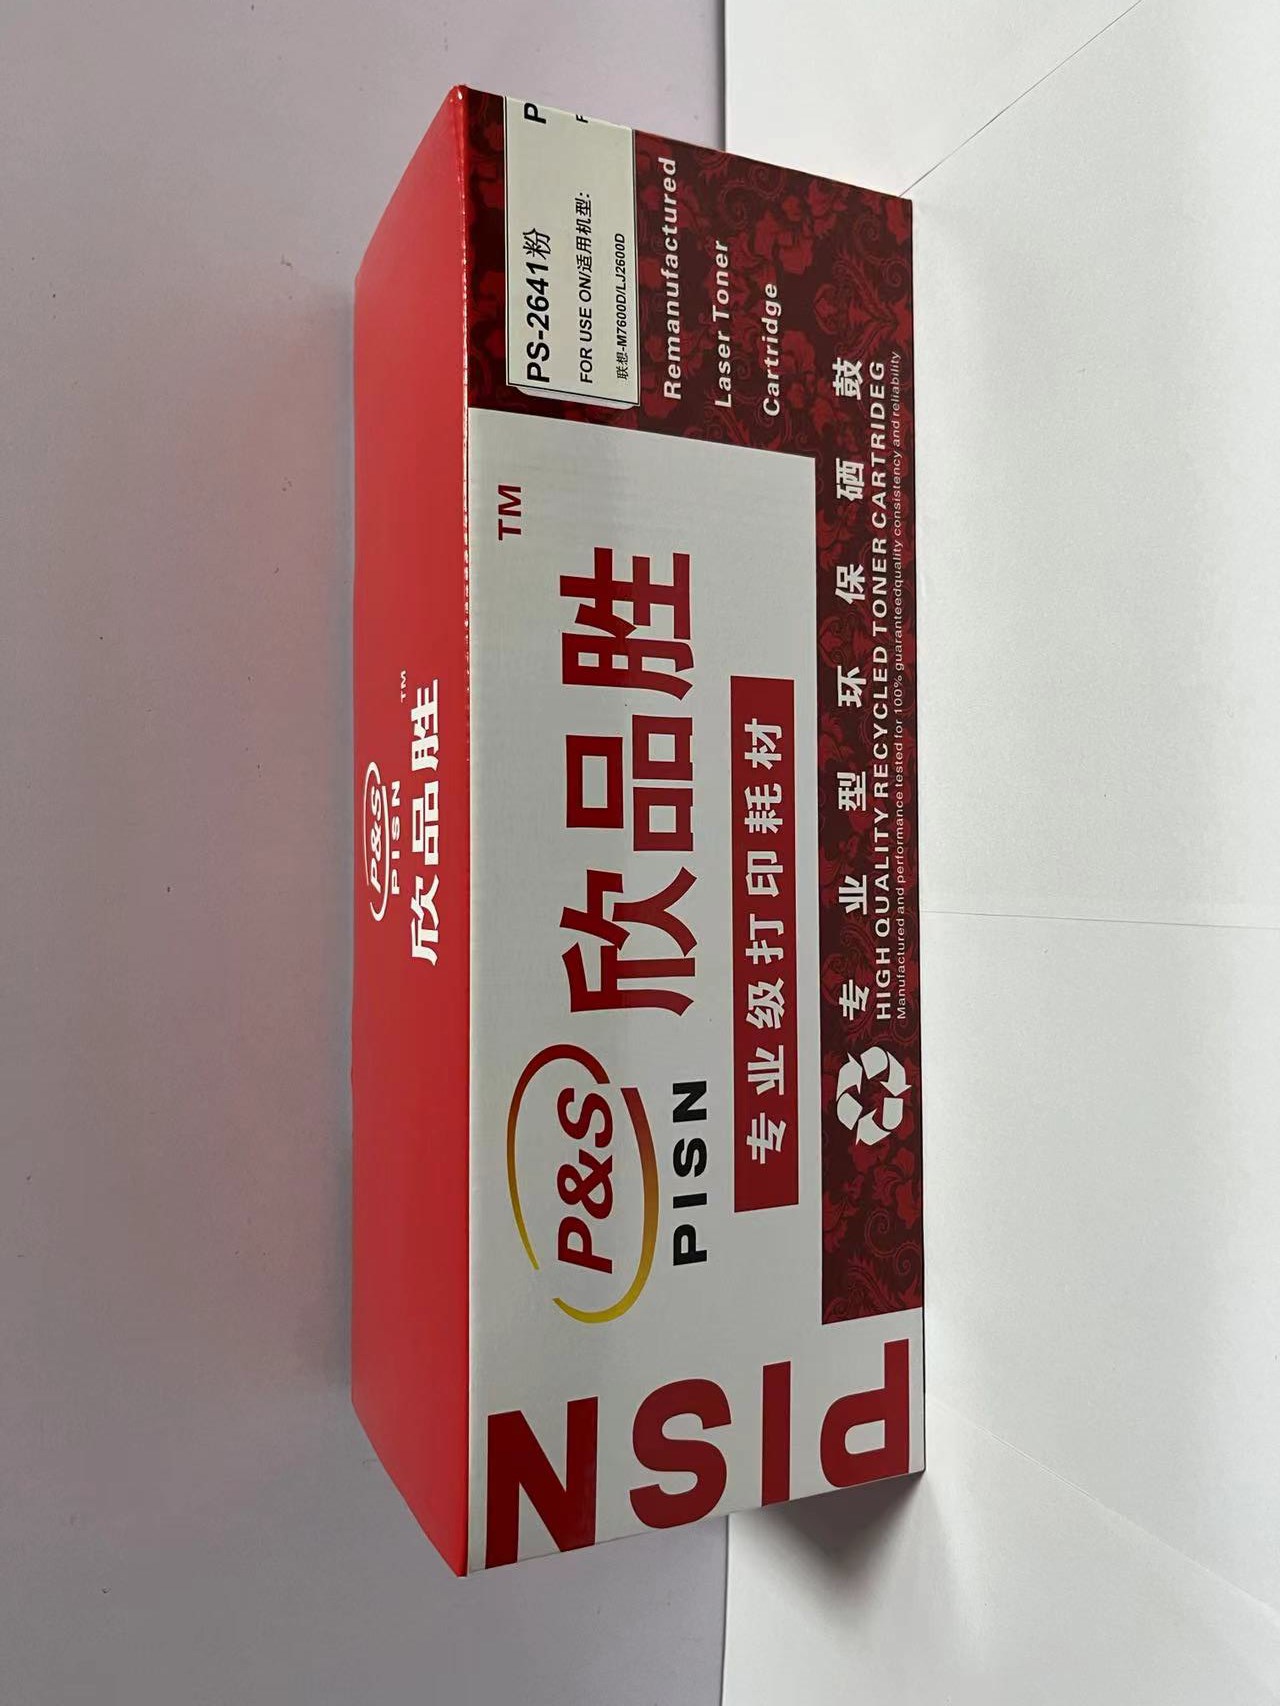 P&S
PISN
欣品胜
TM
PS-2641粉
P
FOR USE ON/适用机型:
F
联想-M7600D/LJ2600D
Remanufactured
Laser Toner
Cartridge
TM
欣品胜
P&S
PISN
专业级打印耗材
专业型环保硒鼓
HIGH QUALITY RECYCLED TONER CARTRIDEG
Manufactured and performance tested for 100% guaranteedquality consistency and reliability
PISN